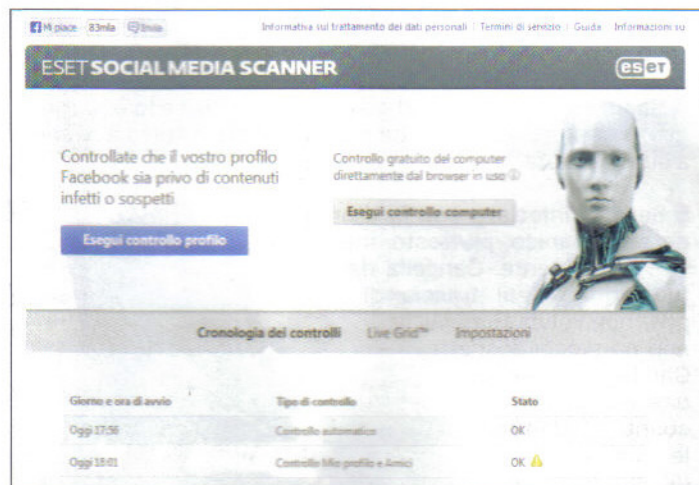 Mi piace 83mila Invia Informativa sul trattamento dei dati personali | Termini di servizio | Guida | Informazioni su
ESET SOCIAL MEDIA SCANNER eset
Controllate che il vostro profilo
Facebook sia privo di contenuti
infetti o sospetti
Esegui controllo profilo
Controllo gratuito del computer
direttamente dal browser in uso
Esegui controllo computer
Cronologia dei controlli Live Grid™ Impostazioni
Giorno e ora di avvio Tipo di controllo Stato
Oggi 17:56 Controllo automatico OK
Oggi 18:01 Controllo Mio profilo e Amici OK